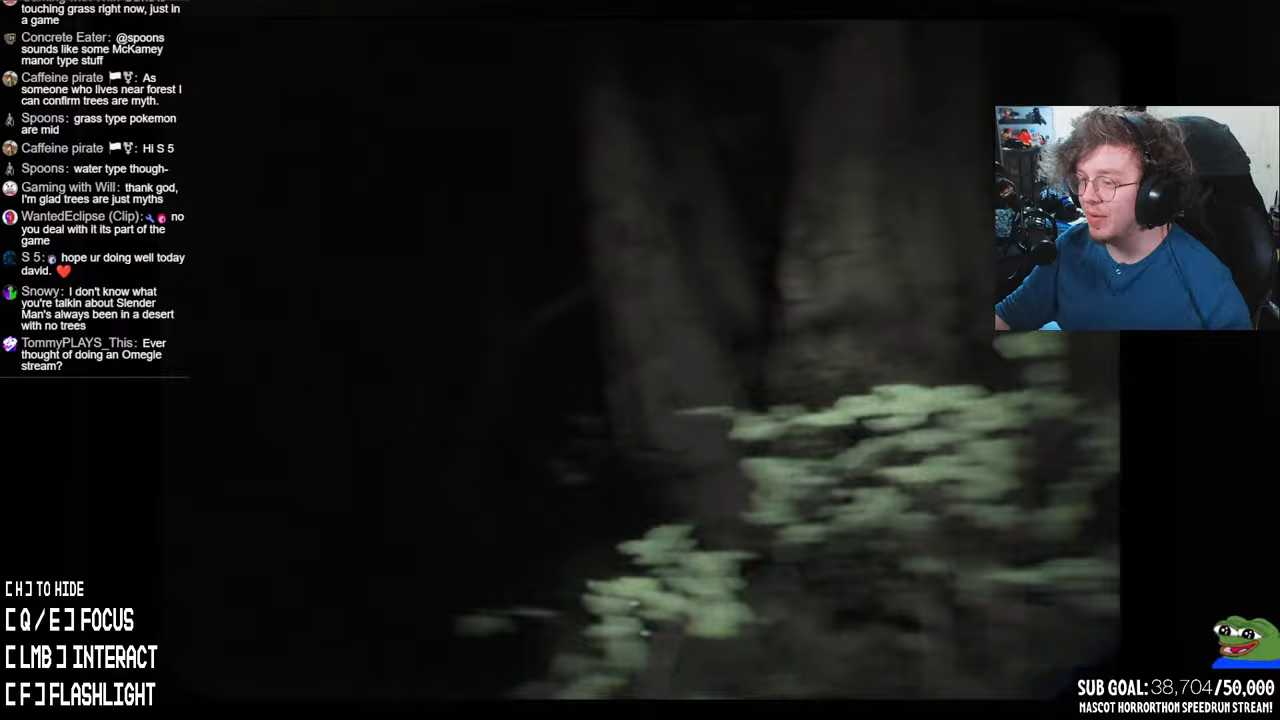 touching grass right now, just in
a game
Concrete Eater: @spoons
sounds like some McKamey
manor type stuff
Caffeine pirate: As
someone who lives near forest I
can confirm trees are myth.
Spoons: grass type pokemon
are mid
Caffeine pirate: Hi S 5
Spoons: water type though-
Gaming with Will: thank god,
I'm glad trees are just myths
WantedEclipse (Clip): no
you deal with it its part of the
game
S 5: hope ur doing well today
david. ❤️
Snowy: I don't know what
you're talkin about Slender
Man's always been in a desert
with no trees
TommyPLAYS_This: Ever
thought of doing an Omegle
stream?
[H] TO HIDE
[Q/E] FOCUS
[LMB] INTERACT
[F] FLASHLIGHT
SUB GOAL: 38,704/50,000
MASCOT HORRORTHON SPEEDRUN STREAM!